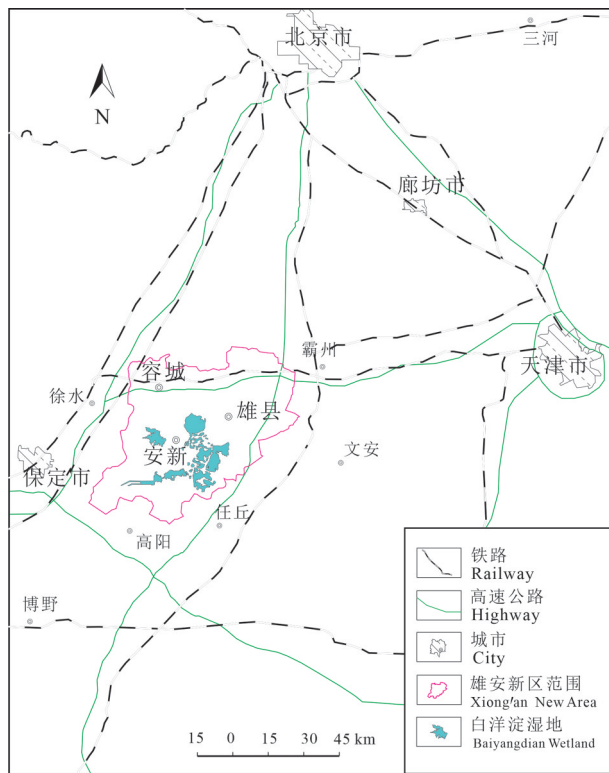 北京市
三河
N
廊坊市
霸州
天津市
容城
徐水
雄县
安新
文安
保定市
任丘
高阳
博野
铁路
Railway
高速公路
Highway
城市
City
雄安新区范围
Xiong'an New Area
白洋淀湿地
Baiyangdian Wetland
15 0 15 30 45 km